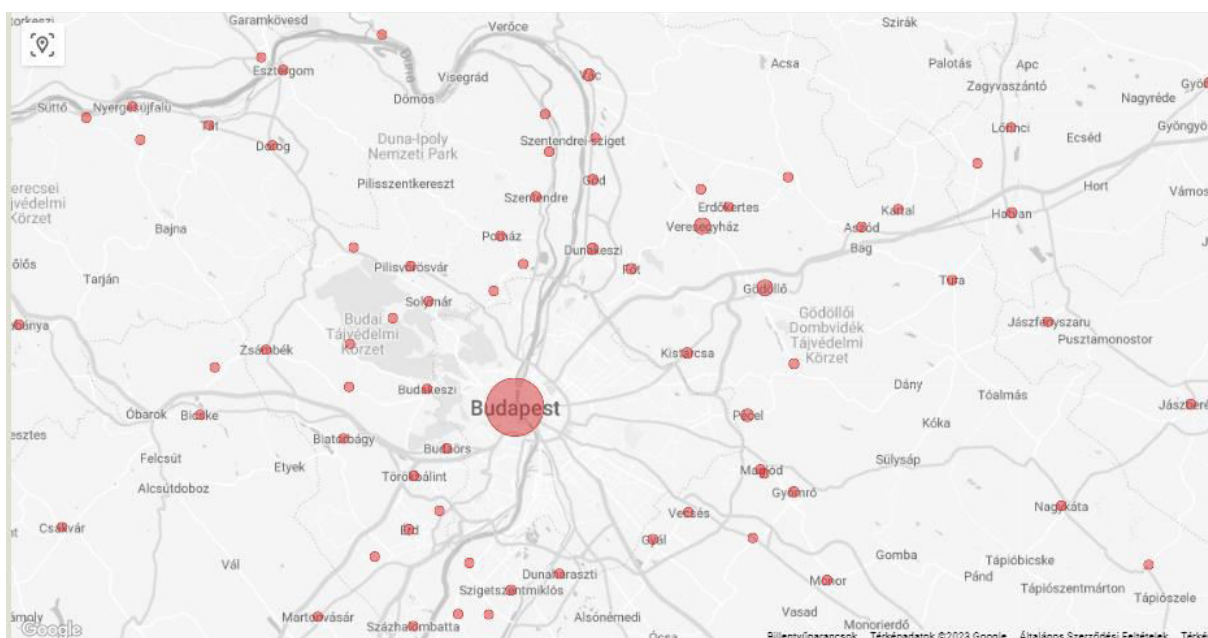 Garamkövesd
Verőce
Szirák
Esztergom
Duna
Visegrád
Vác
Acsa
Palotás
Apc
Zagyvaszántó
Süttő
Nyergesújfalu
Dömös
Nagyréde
Tát
Duna-Ipoly
Nemzeti Park
Szentendrei-sziget
Lőrinci
Ecséd
Dorog
Pilisszentkereszt
Göd
Hort
Szentendre
Erdőkertes
Kartal
Hatvan
Bajna
Pomáz
Veresegyház
Aszód
Dunakeszi
Bag
Pilisvörösvár
Fót
Tarján
Solymár
Gödöllő
Tura
Budai
Tájvédelmi
Körzet
Gödöllői
Dombvidék
Tájvédelmi
Körzet
Jászfényszaru
Pusztamonostor
Zsámbék
Kistarcsa
Budakeszi
Dány
Tóalmás
Óbarok
Bicske
Budapest
Pécel
Kóka
Biatorbágy
Budaörs
Felcsút
Etyek
Törökbálint
Maglód
Sülysáp
Alcsútdoboz
Gyömrő
Csákvár
Vecsés
Nagykáta
Érd
Gyál
Vál
Dunaharaszti
Gomba
Tápióbicske
Szigetszentmiklós
Monor
Pánd
Tápiószentmárton
Tápiószele
Martonvásár
Százhalombatta
Alsónémedi
Vasad
Monorierdő
Google
Billentyűparancsok
Térképadatok ©2023 Google
Általános Szerződési Feltételek